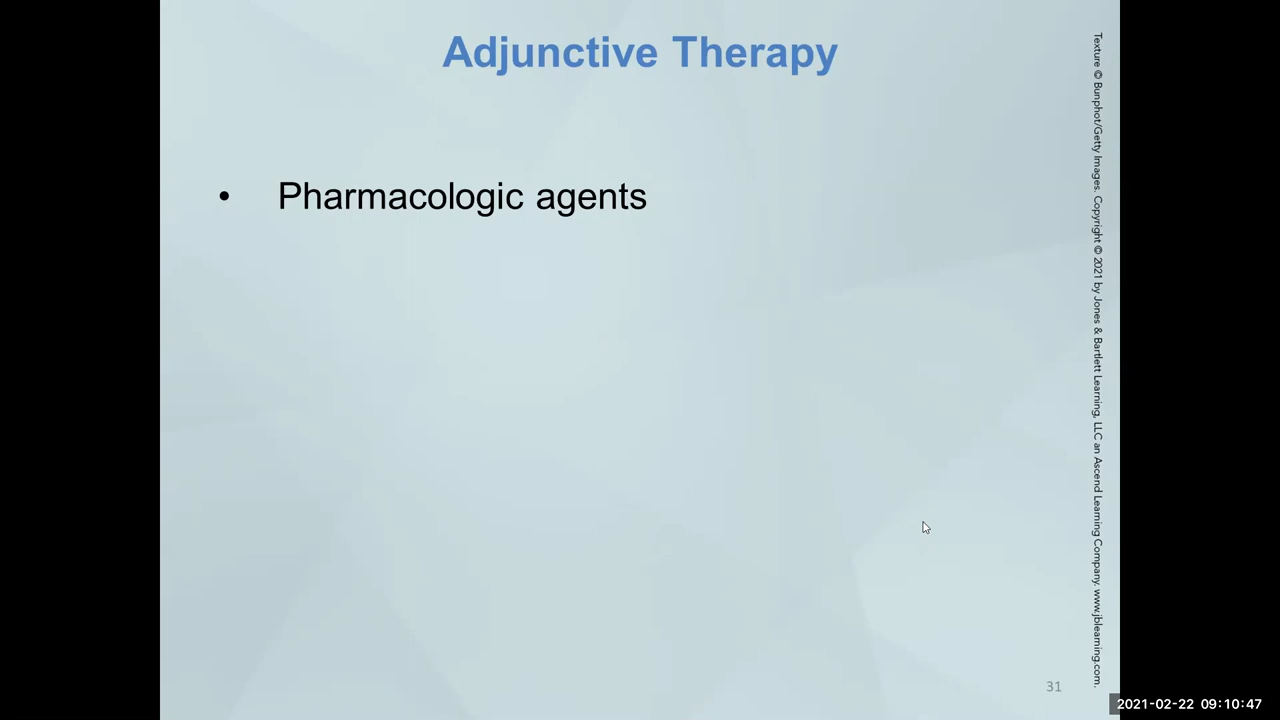 Adjunctive Therapy
• Pharmacologic agents
Texture © Bunphot/Getty Images. Copyright © 2021 by Jones & Bartlett Learning, LLC an Ascend Learning Company. www.jblearning.com.
31
2021-02-22 09:10:47